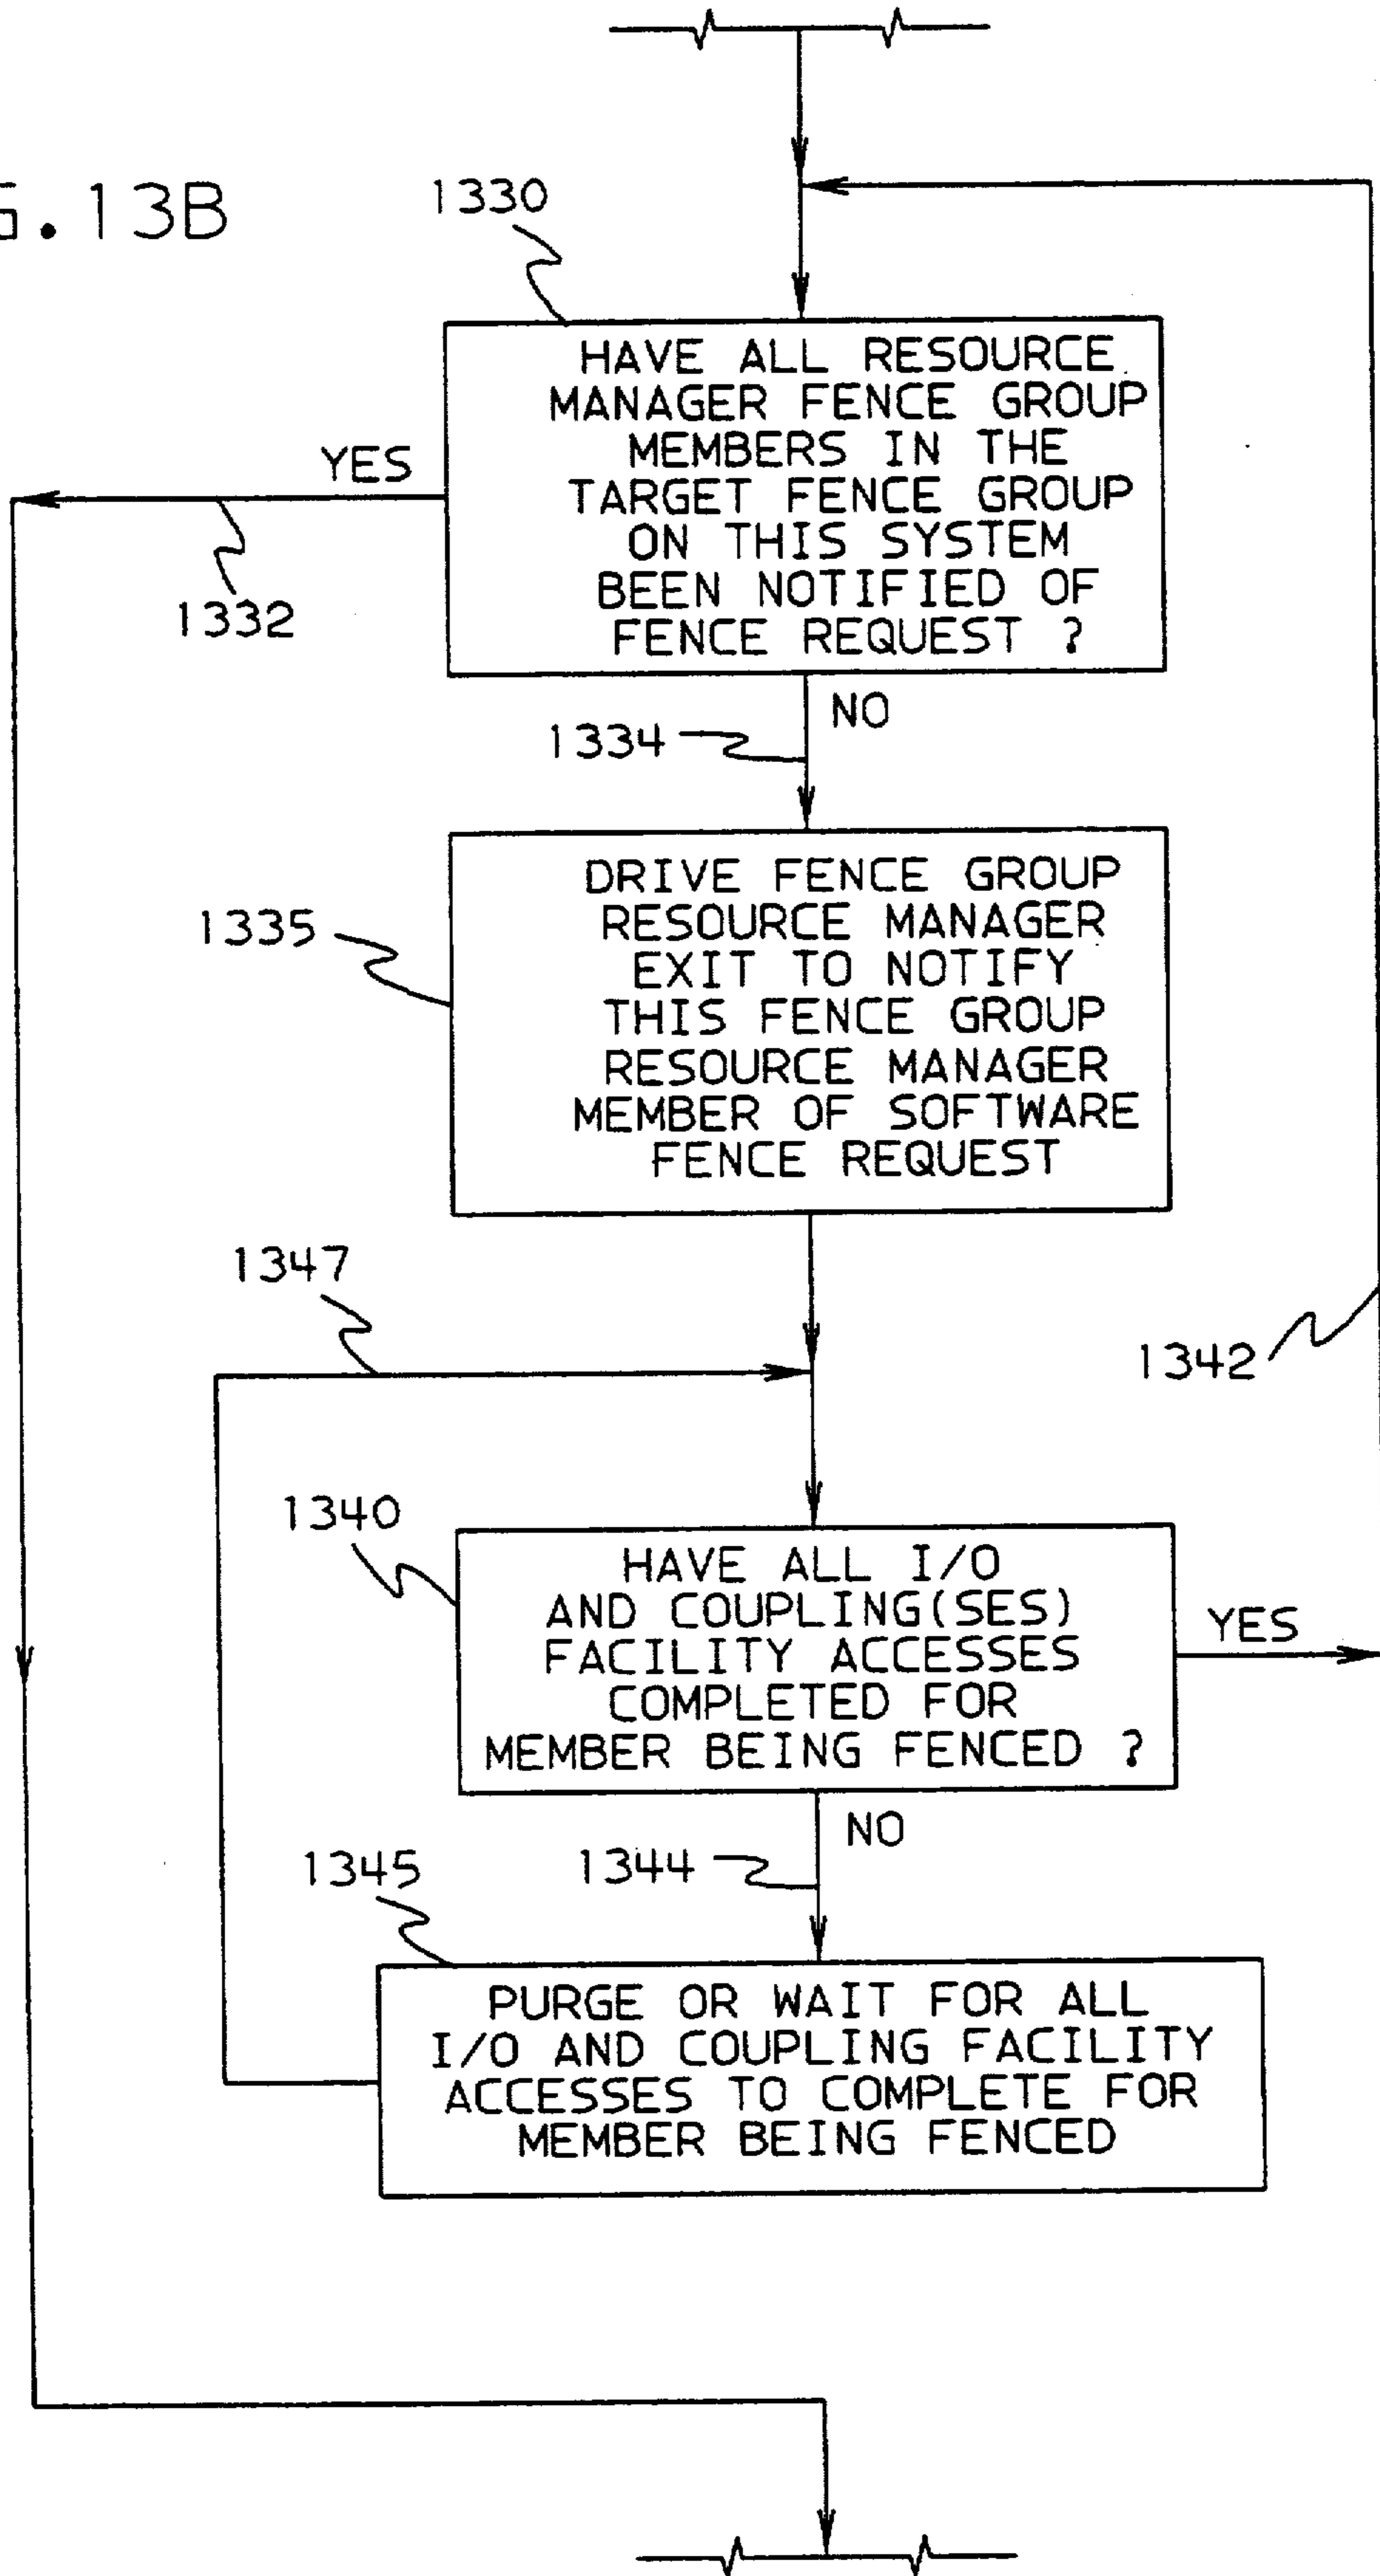 G.13B
1330
HAVE ALL RESOURCE
MANAGER FENCE GROUP
MEMBERS IN THE
TARGET FENCE GROUP
ON THIS SYSTEM
BEEN NOTIFIED OF
FENCE REQUEST ?
YES
1332
NO
1334
1335
DRIVE FENCE GROUP
RESOURCE MANAGER
EXIT TO NOTIFY
THIS FENCE GROUP
RESOURCE MANAGER
MEMBER OF SOFTWARE
FENCE REQUEST
1347
1342
1340
HAVE ALL I/O
AND COUPLING(SES)
FACILITY ACCESSES
COMPLETED FOR
MEMBER BEING FENCED ?
YES
NO
1344
1345
PURGE OR WAIT FOR ALL
I/O AND COUPLING FACILITY
ACCESSES TO COMPLETE FOR
MEMBER BEING FENCED